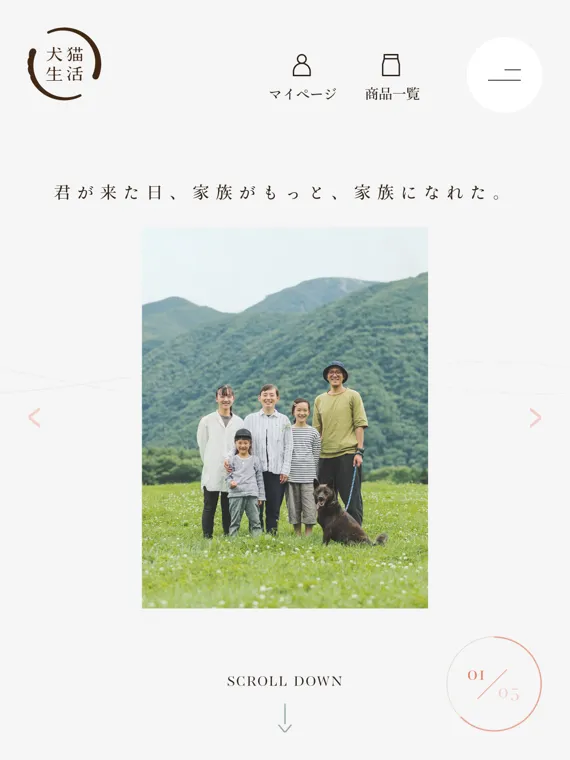 犬猫
生活
マイページ
商品一覧
君が来た日、家族がもっと、家族になれた。
SCROLL DOWN
01/05